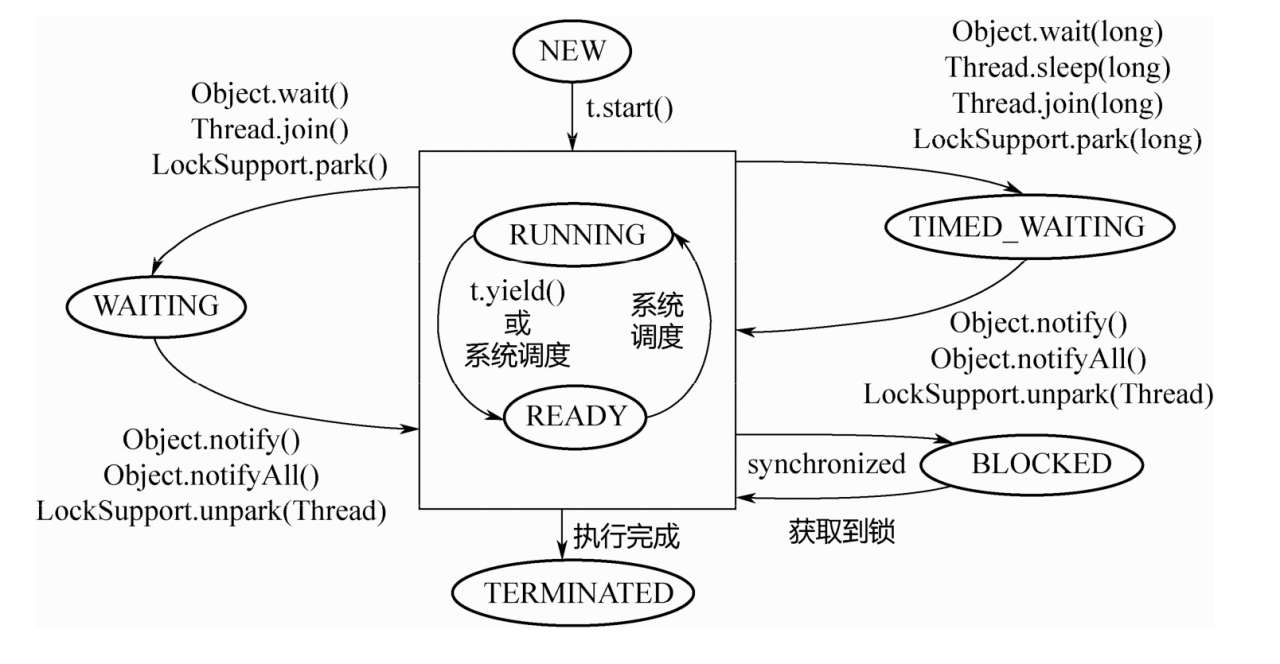 NEW
t.start()
Object.wait()
Thread.join()
LockSupport.park()
Object.wait(long)
Thread.sleep(long)
Thread.join(long)
LockSupport.park(long)
RUNNING
TIMED_WAITING
WAITING
t.yield()
或
系统调度
系统
调度
READY
Object.notify()
Object.notifyAll()
LockSupport.unpark(Thread)
Object.notify()
Object.notifyAll()
LockSupport.unpark(Thread)
synchronized
BLOCKED
获取到锁
执行完成
TERMINATED